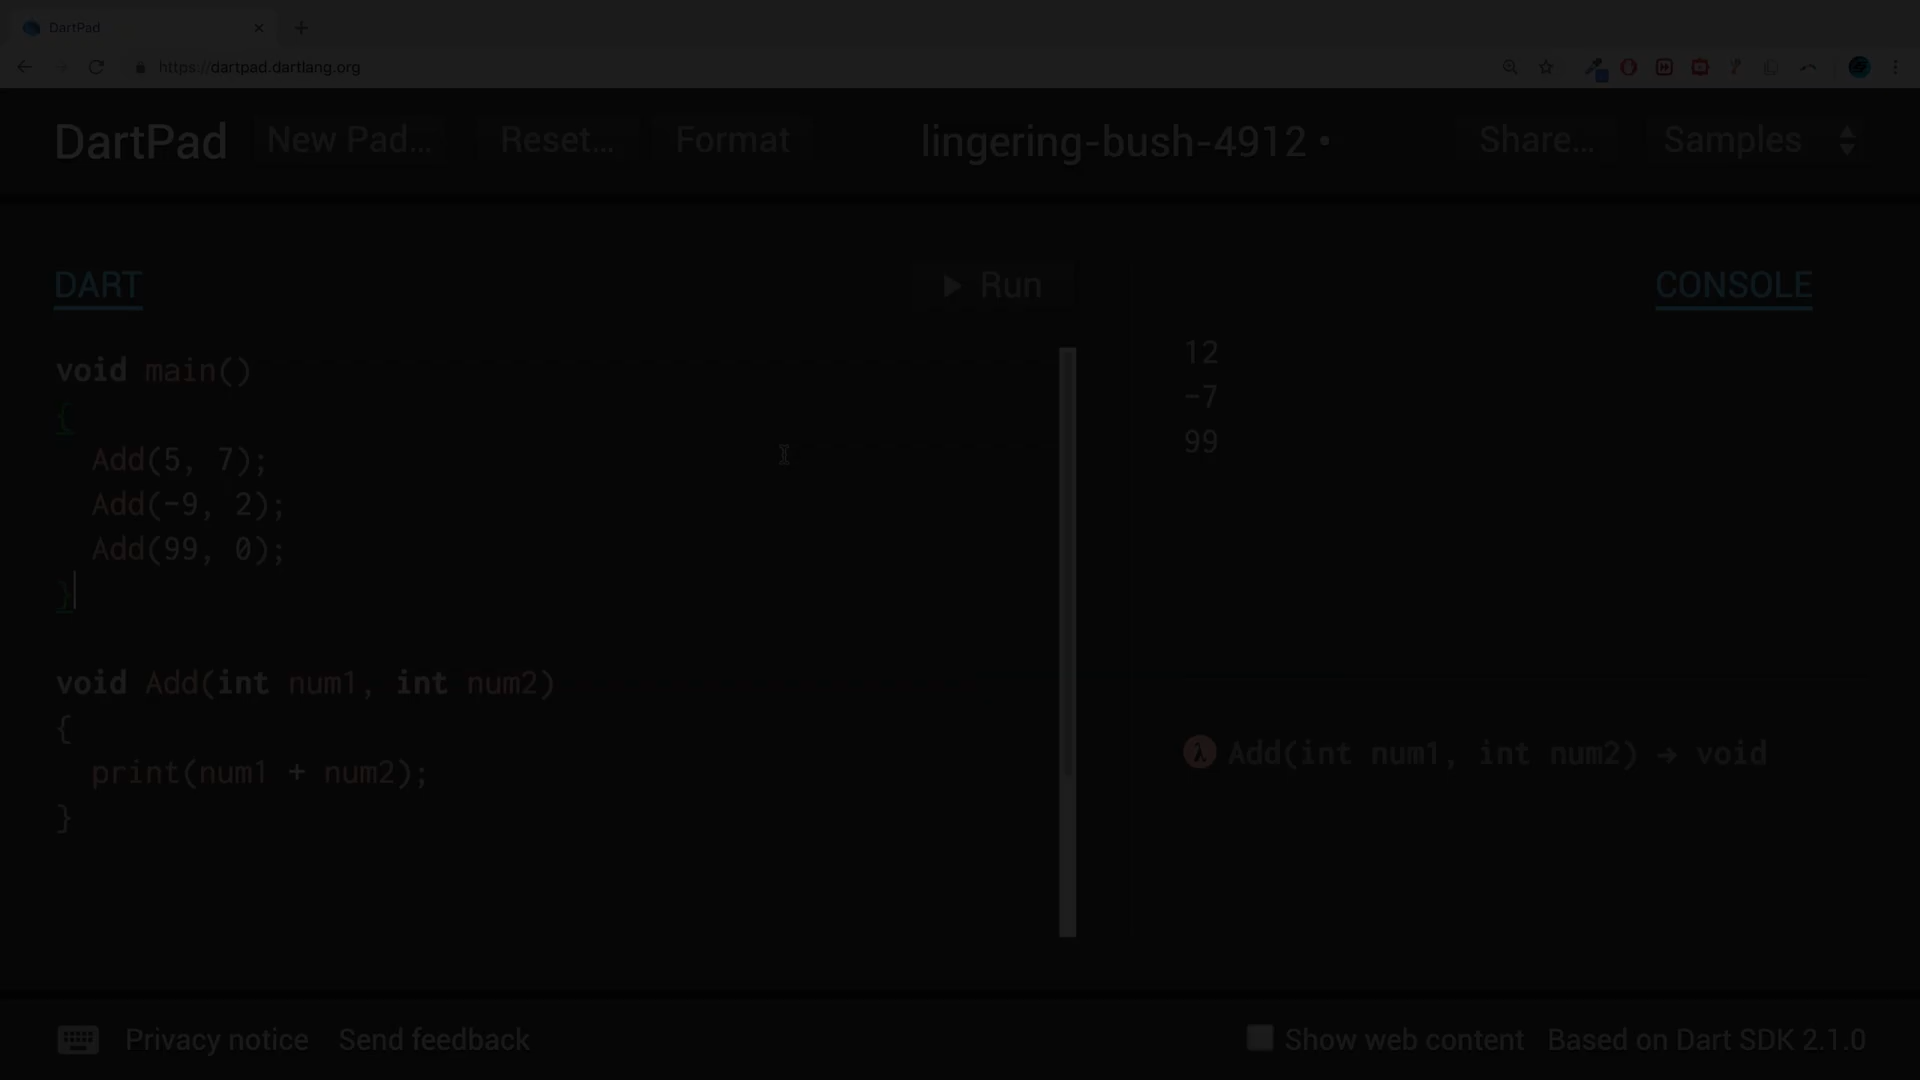 DartPad
https://dartpad.dartlang.org
DartPad New Pad... Reset... Format lingering-bush-4912 • Share... Samples
DART Run CONSOLE
void main()
{
Add(5, 7);
Add(-9, 2);
Add(99, 0);
}
void Add(int num1, int num2)
{
print(num1 + num2);
}
12
-7
99
λ Add(int num1, int num2) → void
Privacy notice Send feedback Show web content Based on Dart SDK 2.1.0